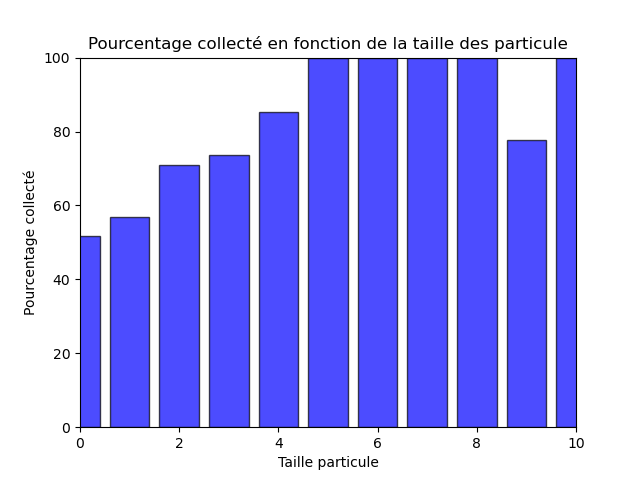 Pourcentage collecté en fonction de la taille des particule
100
80
60
40
20
0
Pourcentage collecté
0 2 4 6 8 10
Taille particule